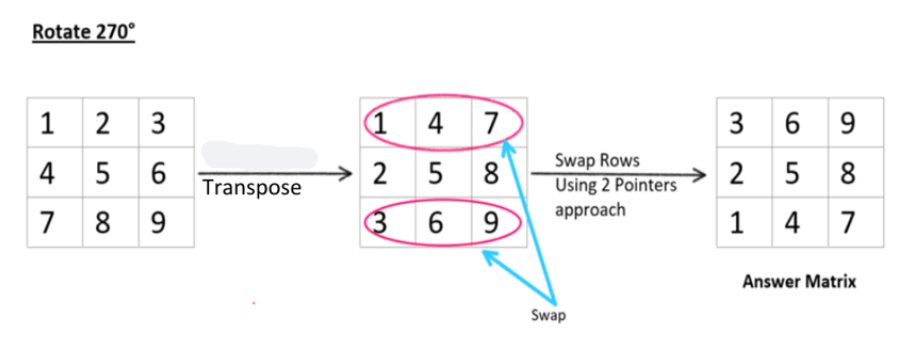 Rotate 270°
1 2 3
4 5 6
7 8 9
Transpose
1 4 7
2 5 8
3 6 9
Swap
Swap Rows
Using 2 Pointers
approach
3 6 9
2 5 8
1 4 7
Answer Matrix